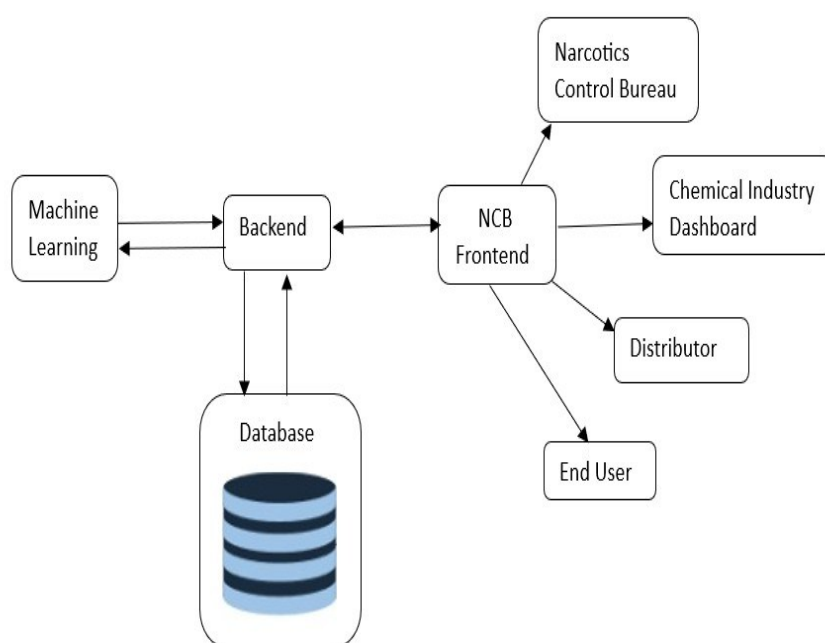 Narcotics
Control Bureau
Machine
Learning
Backend
NCB
Frontend
Chemical Industry
Dashboard
Distributor
Database
End User